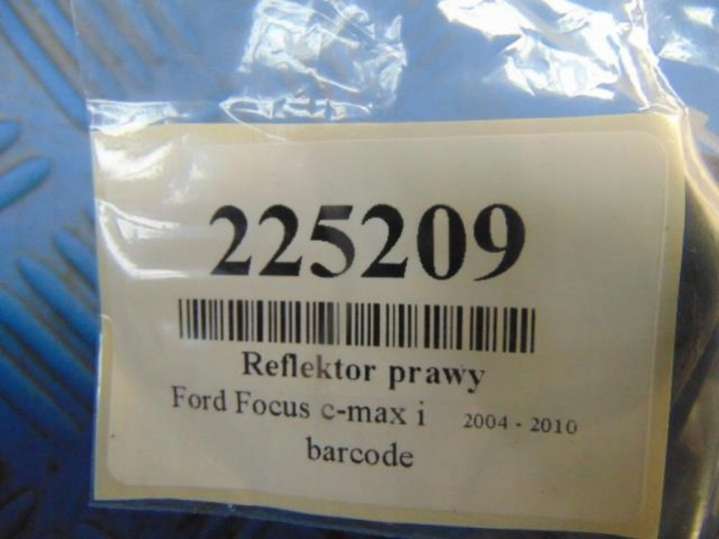 225209
Reflektor prawy
Ford Focus c-max i 2004 - 2010
barcode